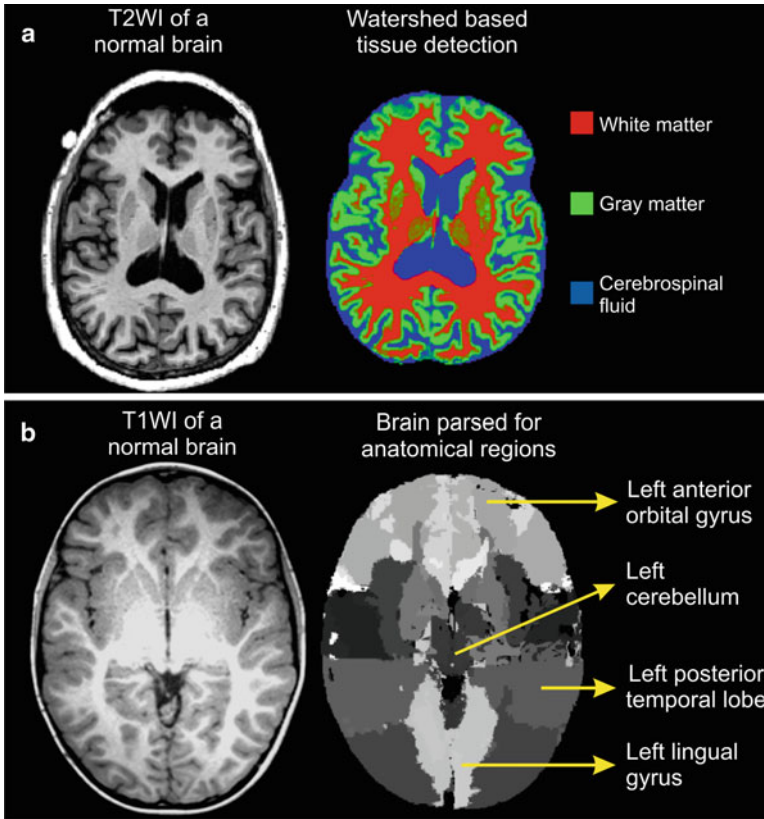 a
T2WI of a
normal brain
Watershed based
tissue detection
White matter
Gray matter
Cerebrospinal
fluid
b
T1WI of a
normal brain
Brain parsed for
anatomical regions
Left anterior
orbital gyrus
Left
cerebellum
Left posterior
temporal lobe
Left lingual
gyrus